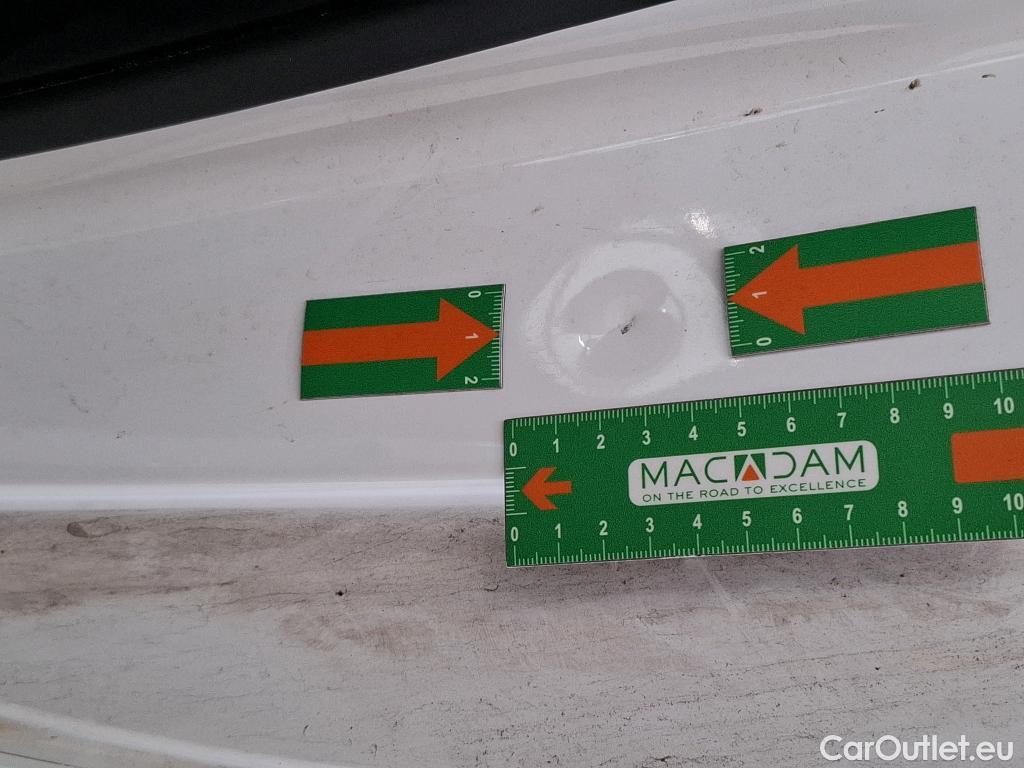 0 1 2
2 1 0
0 1 2 3 4 5 6 7 8 9 10
MACADAM
ON THE ROAD TO EXCELLENCE
0 1 2 3 4 5 6 7 8 9 10
CarOutlet.eu